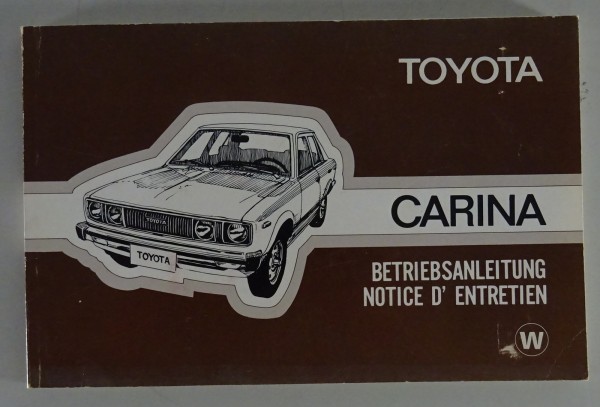 TOYOTA
CARINA
TOYOTA
TOYOTA
BETRIEBSANLEITUNG
NOTICE D' ENTRETIEN
W